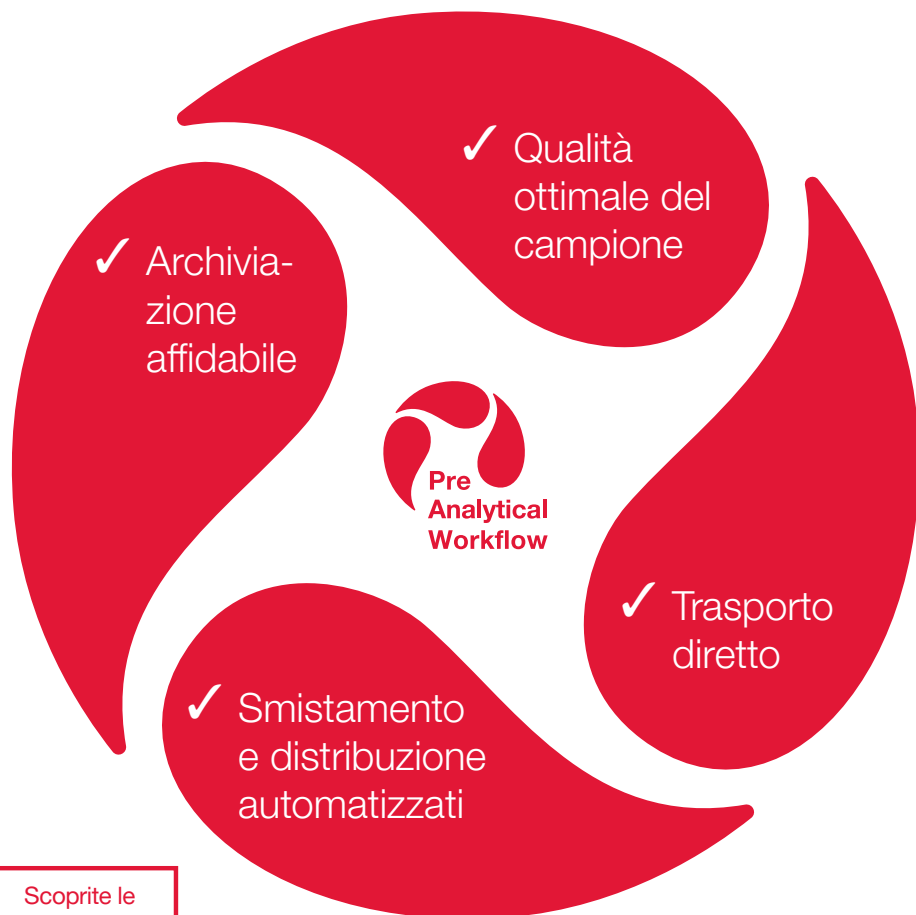 ✓ Qualità
ottimale del
campione
✓ Archivia-
zione
affidabile
Pre
Analytical
Workflow
✓ Trasporto
diretto
✓ Smistamento
e distribuzione
automatizzati
Scoprite le